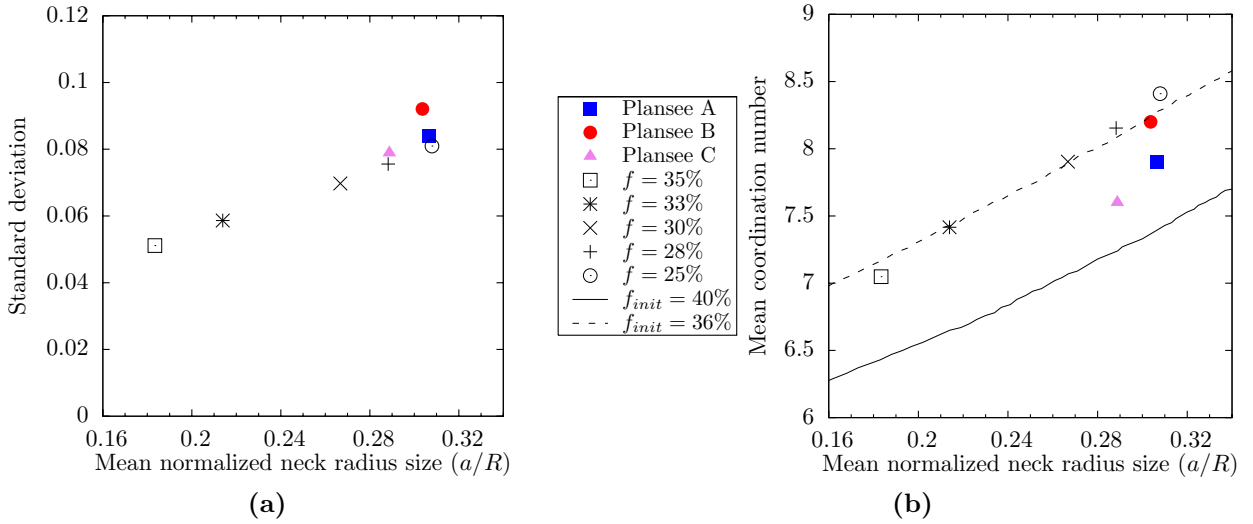 0.12
0.1
0.08
0.06
0.04
0.02
0
Standard deviation
0.16
0.2
0.24
0.28
0.32
Mean normalized neck radius size (a/R)
(a)
Plansee A
Plansee B
Plansee C
f = 35%
f = 33%
f = 30%
f = 28%
f = 25%
f_init = 40%
f_init = 36%
9
8.5
8
7.5
7
6.5
6
Mean coordination number
0.16
0.2
0.24
0.28
0.32
Mean normalized neck radius size (a/R)
(b)